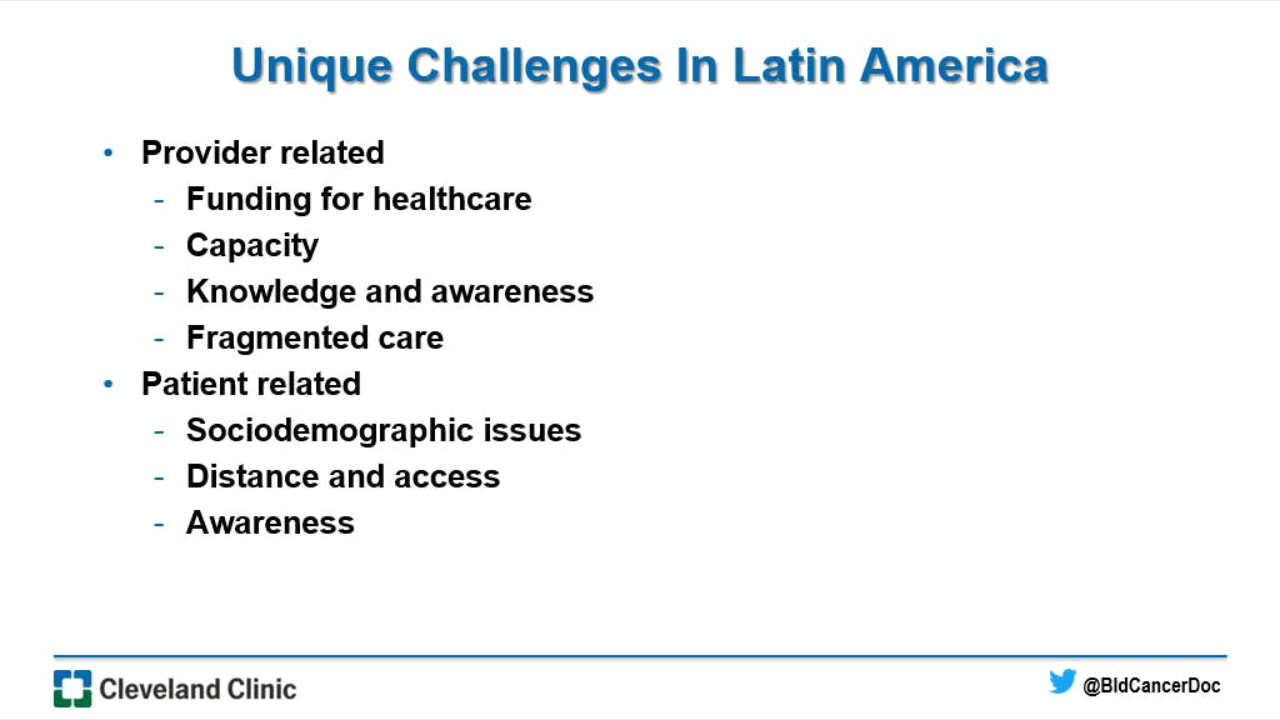 Unique Challenges In Latin America
• Provider related
- Funding for healthcare
- Capacity
- Knowledge and awareness
- Fragmented care
• Patient related
- Sociodemographic issues
- Distance and access
- Awareness
Cleveland Clinic
@BldCancerDoc